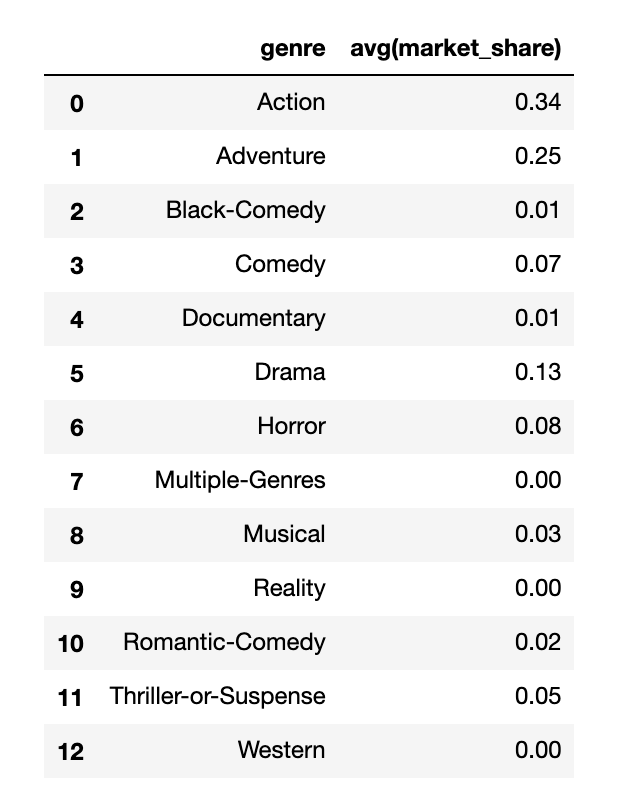 genre avg(market_share)
0 Action 0.34
1 Adventure 0.25
2 Black-Comedy 0.01
3 Comedy 0.07
4 Documentary 0.01
5 Drama 0.13
6 Horror 0.08
7 Multiple-Genres 0.00
8 Musical 0.03
9 Reality 0.00
10 Romantic-Comedy 0.02
11 Thriller-or-Suspense 0.05
12 Western 0.00